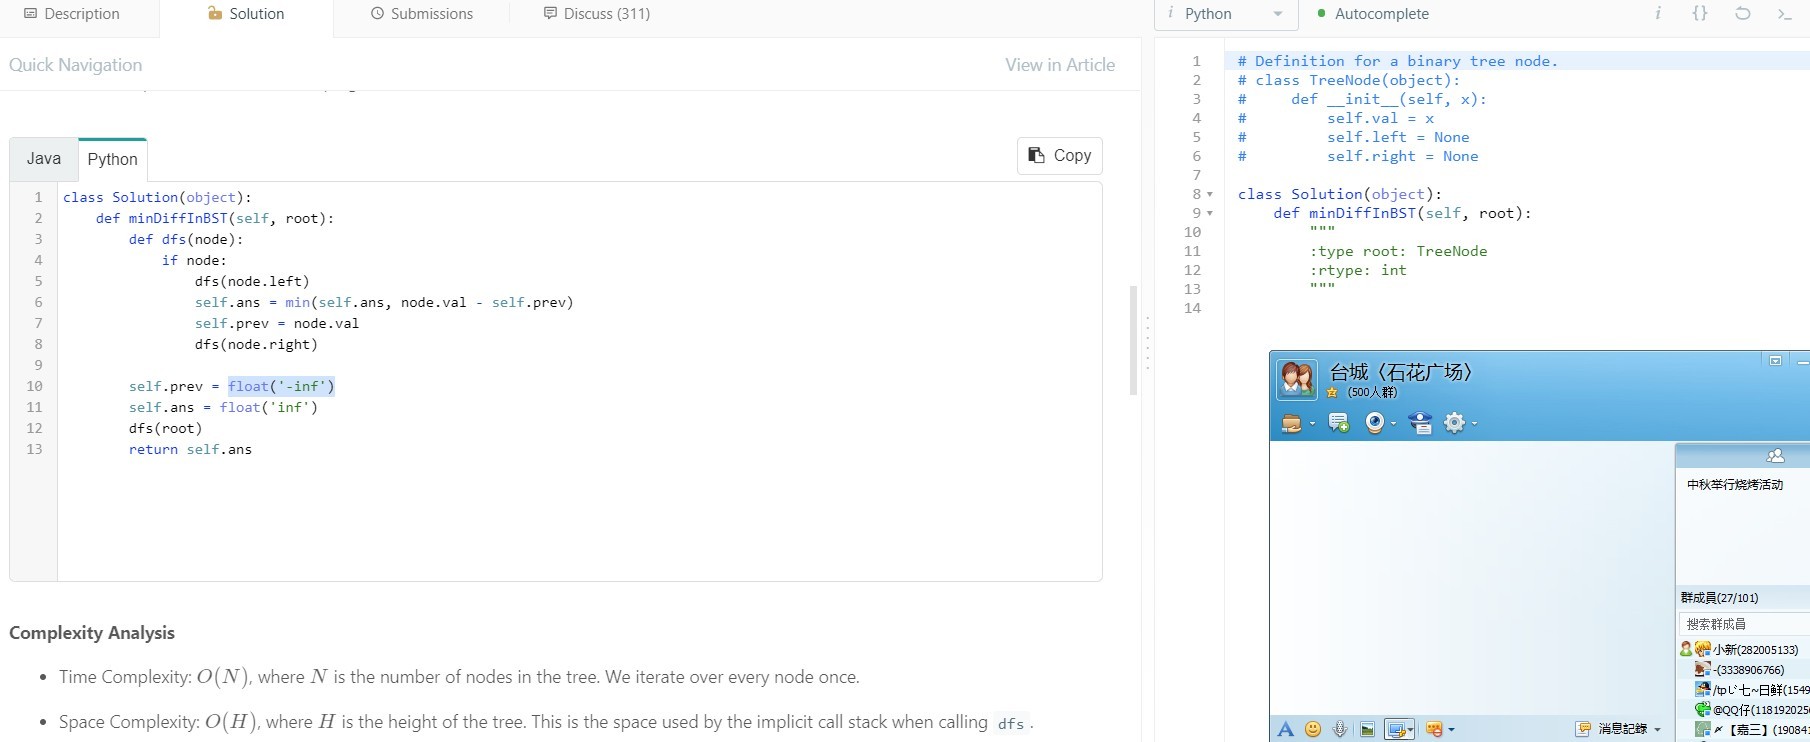 Description
Solution
Submissions
Discuss (311)
Quick Navigation
View in Article
Java
Python
Copy
1 class Solution(object):
2     def minDiffInBST(self, root):
3         def dfs(node):
4             if node:
5                 dfs(node.left)
6                 self.ans = min(self.ans, node.val - self.prev)
7                 self.prev = node.val
8                 dfs(node.right)
9
10         self.prev = float('-inf')
11         self.ans = float('inf')
12         dfs(root)
13         return self.ans
Complexity Analysis
• Time Complexity: O(N), where N is the number of nodes in the tree. We iterate over every node once.
• Space Complexity: O(H), where H is the height of the tree. This is the space used by the implicit call stack when calling dfs.
i Python
Autocomplete
i {} >_
1 # Definition for a binary tree node.
2 # class TreeNode(object):
3 #     def __init__(self, x):
4 #         self.val = x
5 #         self.left = None
6 #         self.right = None
7
8 class Solution(object):
9     def minDiffInBST(self, root):
10         """
11         :type root: TreeNode
12         :rtype: int
13         """
14
台城〈石花广场〉
(500人群)
中秋举行烧烤活动
群成員(27/101)
搜索群成員
小新(282005133)
-(3338906766)
七~日鲜(1549
@QQ仔(118192025
【嘉三】(19084
A
消息記錄